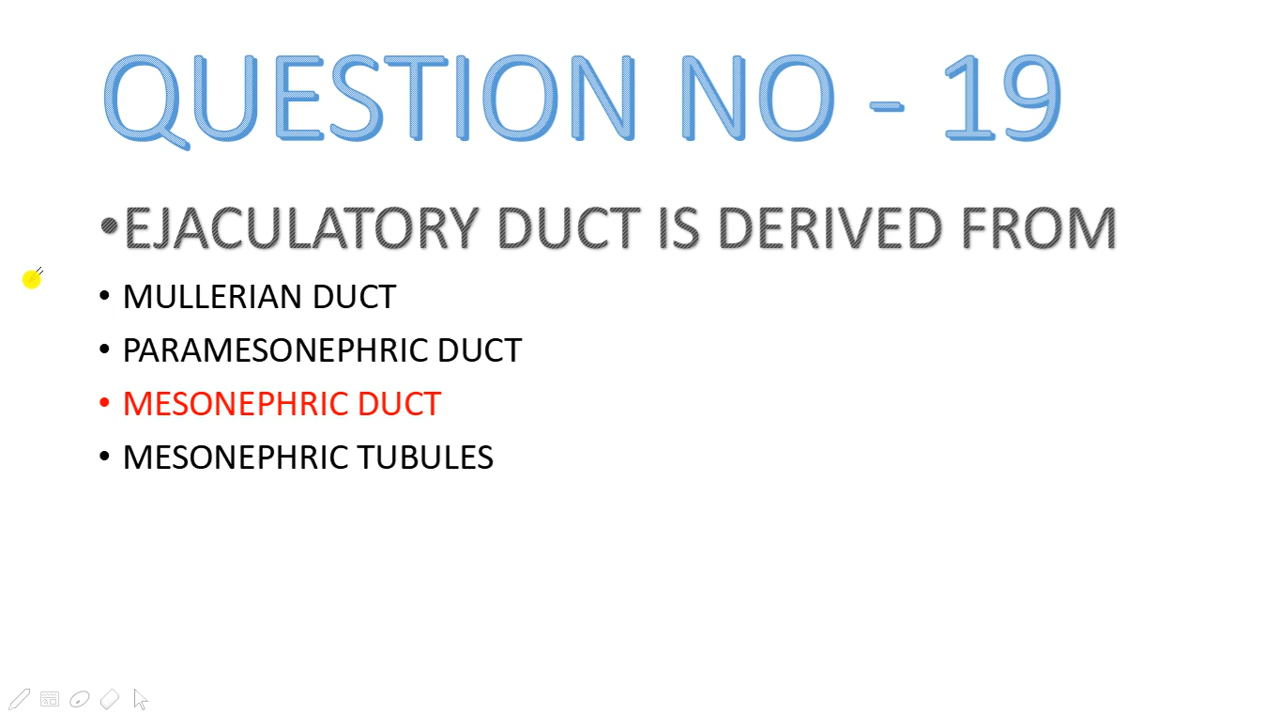 QUESTION NO - 19
•EJACULATORY DUCT IS DERIVED FROM
• MULLERIAN DUCT
• PARAMESONEPHRIC DUCT
• MESONEPHRIC DUCT
• MESONEPHRIC TUBULES